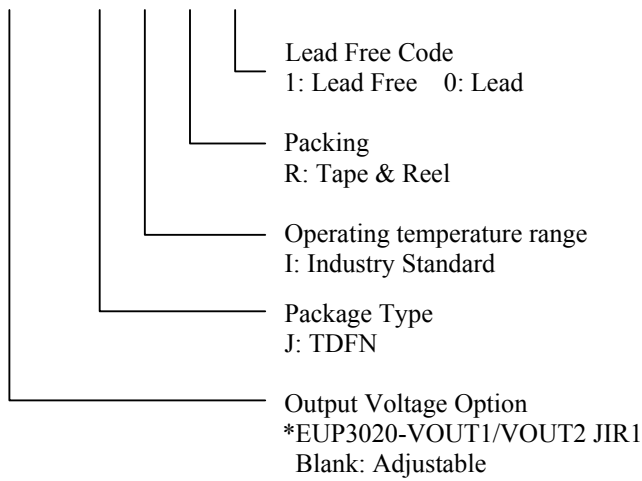 Lead Free Code
1: Lead Free 0: Lead
Packing
R: Tape & Reel
Operating temperature range
I: Industry Standard
Package Type
J: TDFN
Output Voltage Option
*EUP3020-VOUT1/VOUT2 JIR1
Blank: Adjustable